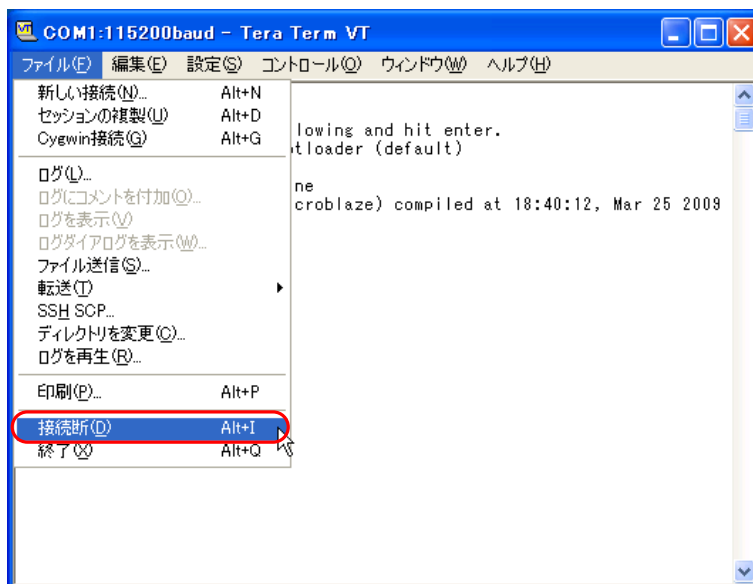 COM1:115200baud - Tera Term VT
ファイル(F) 編集(E) 設定(S) コントロール(O) ウィンドウ(W) ヘルプ(H)
新しい接続(N)... Alt+N
セッションの複製(U) Alt+D
Cygwin接続(G) Alt+G
lowing and hit enter.
tloader (default)
ログ(L)...
ne
ログにコメントを付加(O)...
croblaze) compiled at 18:40:12, Mar 25 2009
ログを表示(V)
ログダイアログを表示(W)...
ファイル送信(S)...
転送(T)
SSH SCP...
ディレクトリを変更(C)...
ログを再生(R)...
印刷(P)... Alt+P
接続断(D) Alt+I
終了(X) Alt+Q